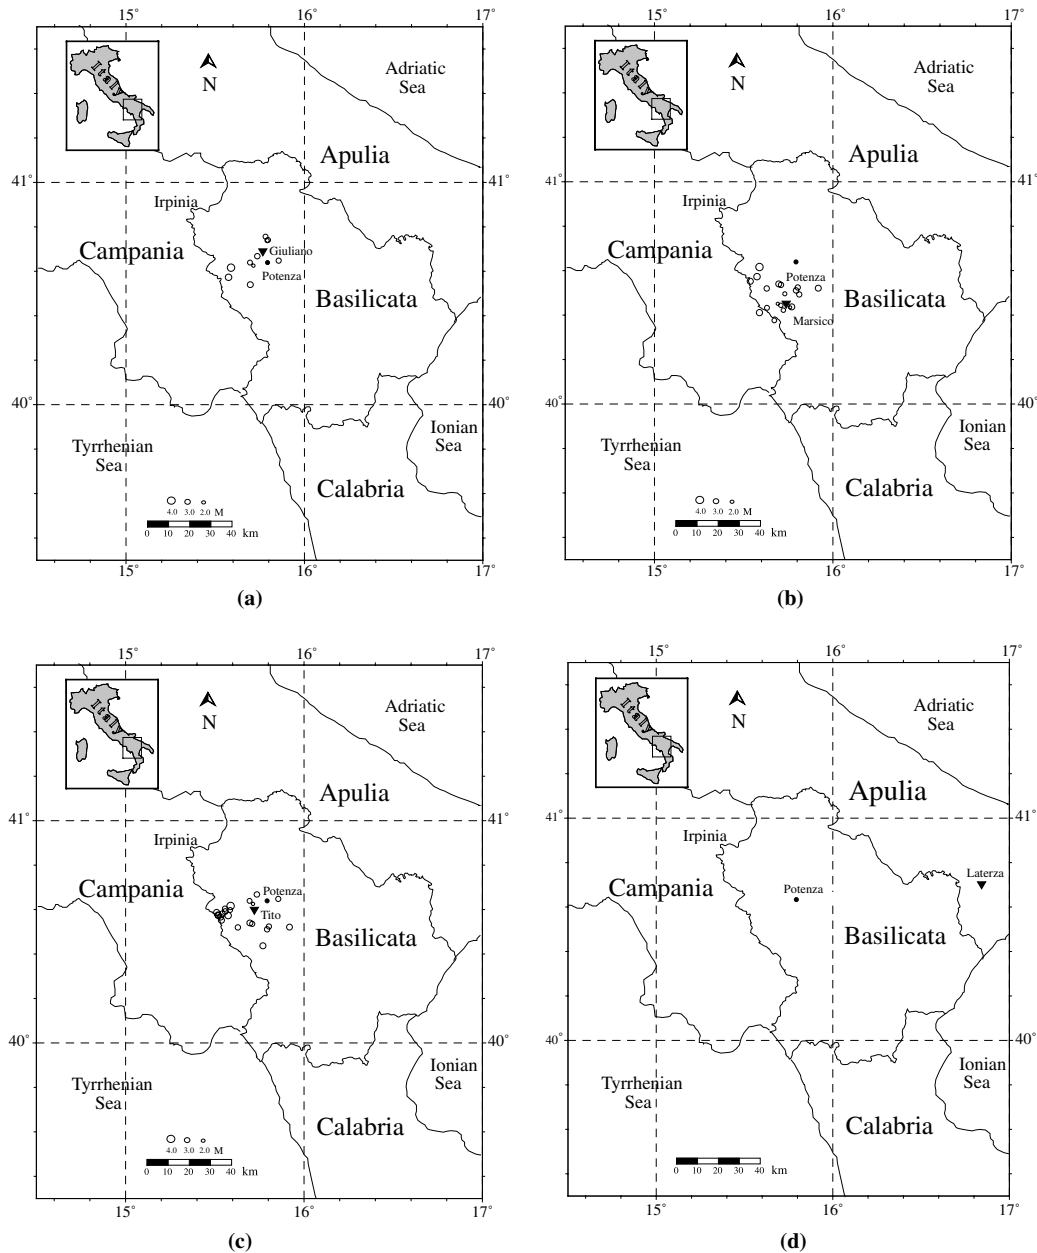 15° 16° 17°
Italy
N
Adriatic
Sea
Apulia
41° 41°
Irpinia
Campania
Giuliano
Potenza
Basilicata
40° 40°
Ionian
Sea
Tyrrhenian
Sea
Calabria
4.0 3.0 2.0 M
0 10 20 30 40 km
15° 16° 17°
(a)
15° 16° 17°
Italy
N
Adriatic
Sea
Apulia
41° 41°
Irpinia
Campania
Potenza
Basilicata
Marsico
40° 40°
Ionian
Sea
Tyrrhenian
Sea
Calabria
4.0 3.0 2.0 M
0 10 20 30 40 km
15° 16° 17°
(b)
15° 16° 17°
Italy
N
Adriatic
Sea
Apulia
41° 41°
Irpinia
Campania
Potenza
Tito
Basilicata
40° 40°
Ionian
Sea
Tyrrhenian
Sea
Calabria
4.0 3.0 2.0 M
0 10 20 30 40 km
15° 16° 17°
(c)
15° 16° 17°
Italy
N
Adriatic
Sea
Apulia
41° 41°
Irpinia
Laterza
Campania
Potenza
Basilicata
40° 40°
Ionian
Sea
Tyrrhenian
Sea
Calabria
0 10 20 30 40 km
15° 16° 17°
(d)